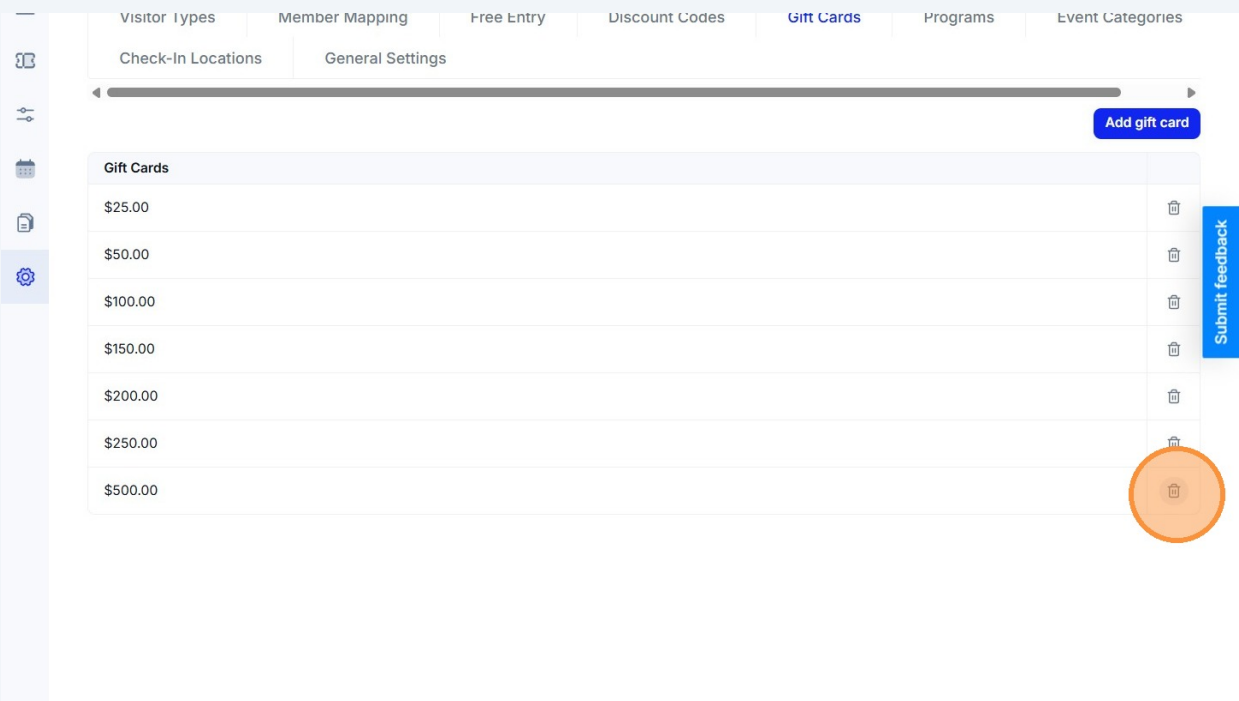 Visitor Types Member Mapping Free Entry Discount Codes Gift Cards Programs Event Categories
Check-In Locations General Settings
Add gift card
Gift Cards
$25.00
$50.00
$100.00
$150.00
$200.00
$250.00
$500.00
Submit feedback